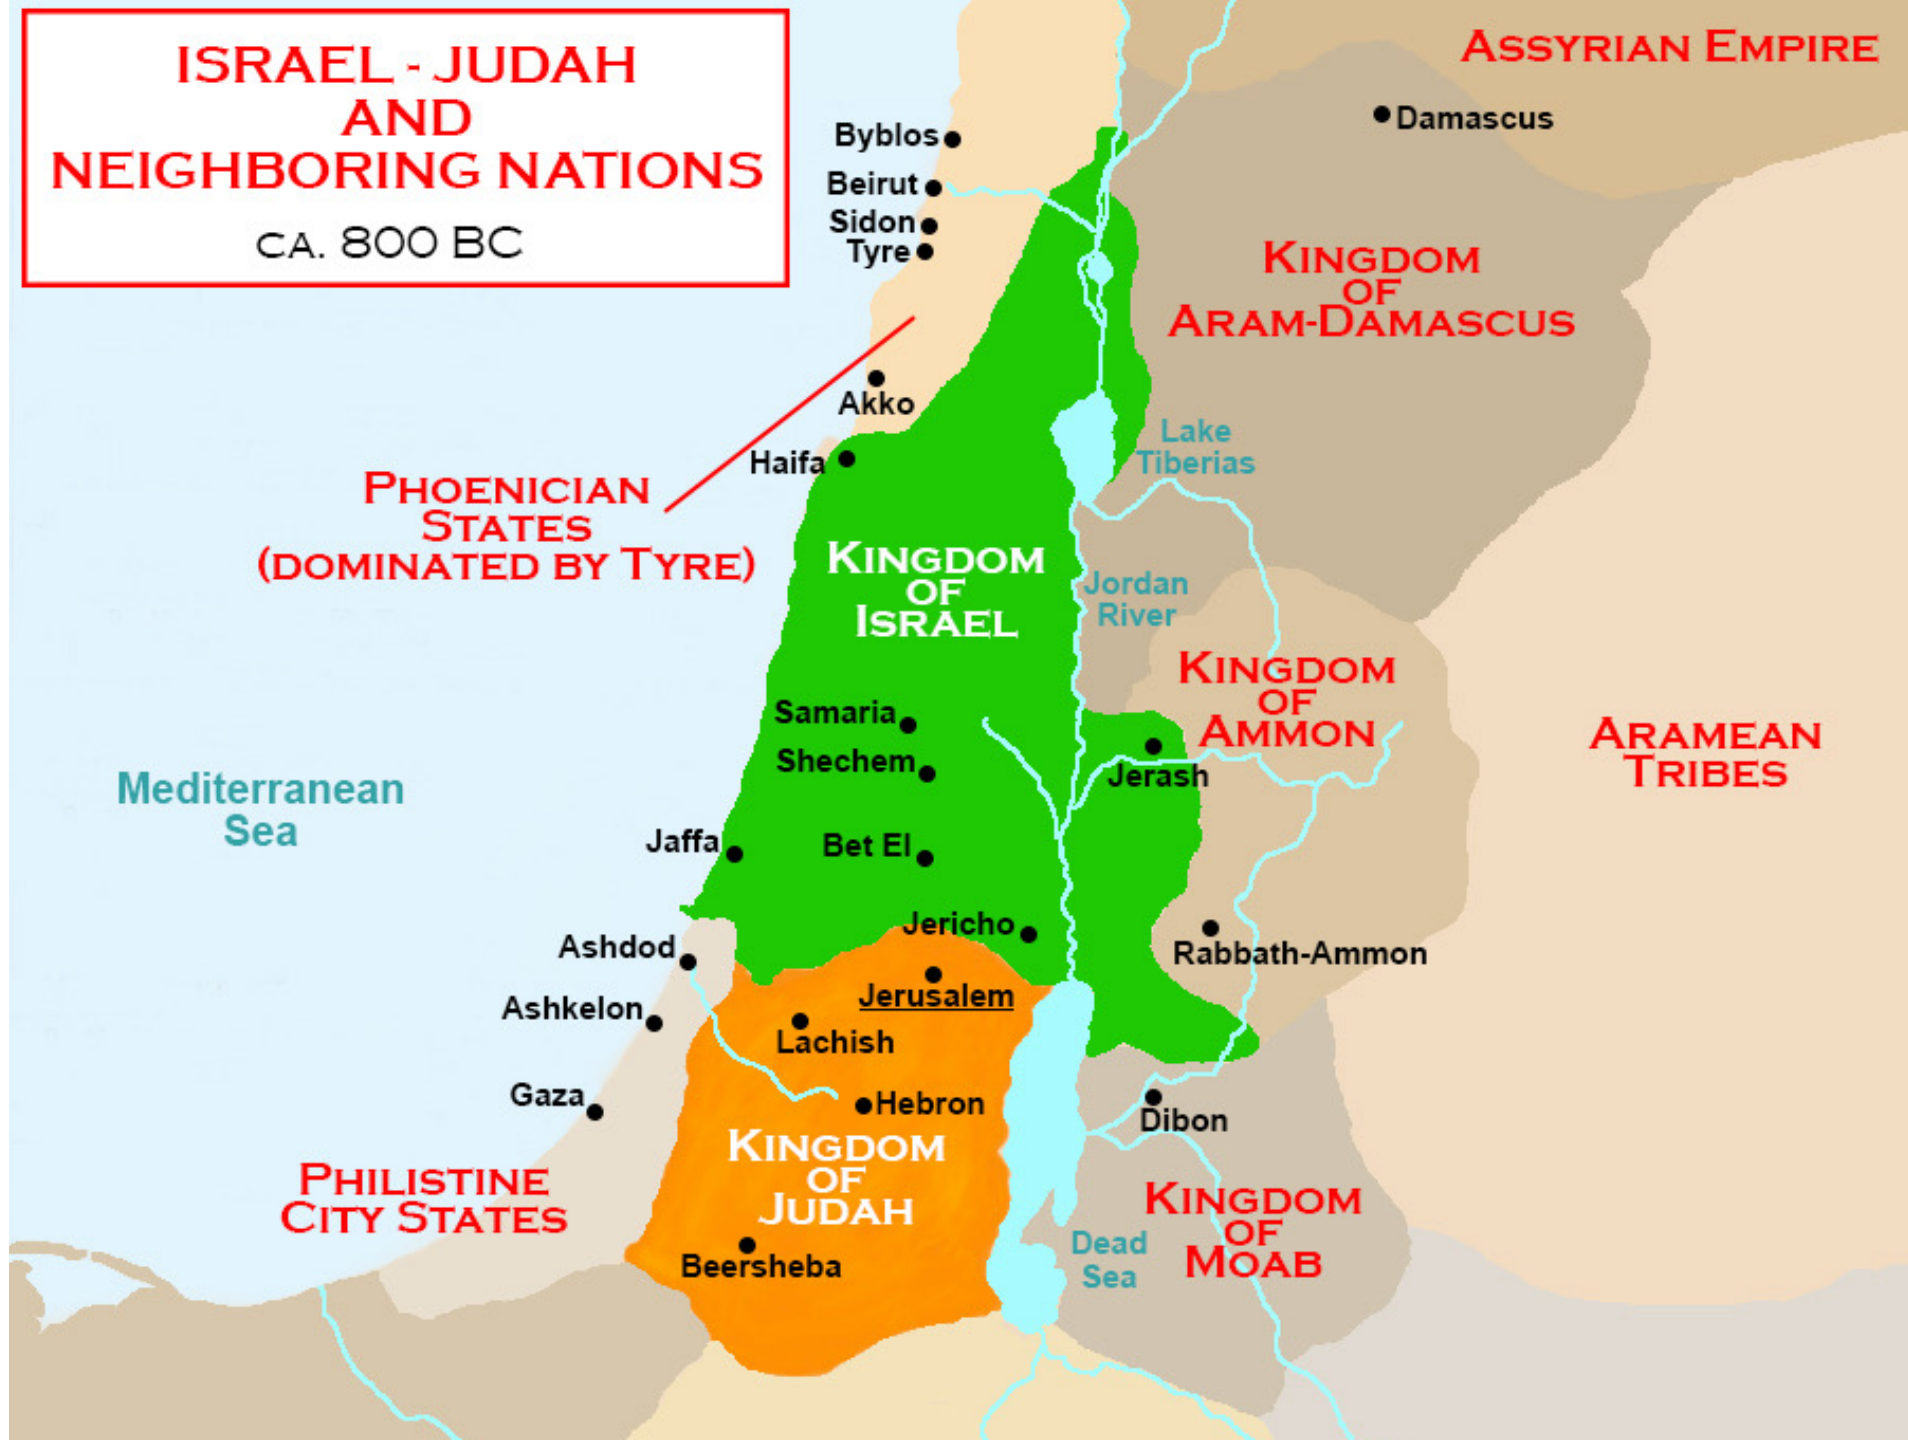 ISRAEL - JUDAH
AND
NEIGHBORING NATIONS
CA. 800 BC
ASSYRIAN EMPIRE
Damascus
Byblos
Beirut
Sidon
Tyre
KINGDOM
OF
ARAM-DAMASCUS
Akko
Haifa
Lake
Tiberias
PHOENICIAN
STATES
(DOMINATED BY TYRE)
KINGDOM
OF
ISRAEL
Jordan
River
KINGDOM
OF
AMMON
Samaria
Shechem
Jerash
ARAMEAN
TRIBES
Mediterranean
Sea
Jaffa
Bet El
Jericho
Ashdod
Rabbath-Ammon
Jerusalem
Ashkelon
Lachish
Gaza
Hebron
Dibon
KINGDOM
OF
JUDAH
PHILISTINE
CITY STATES
KINGDOM
OF
MOAB
Dead
Sea
Beersheba